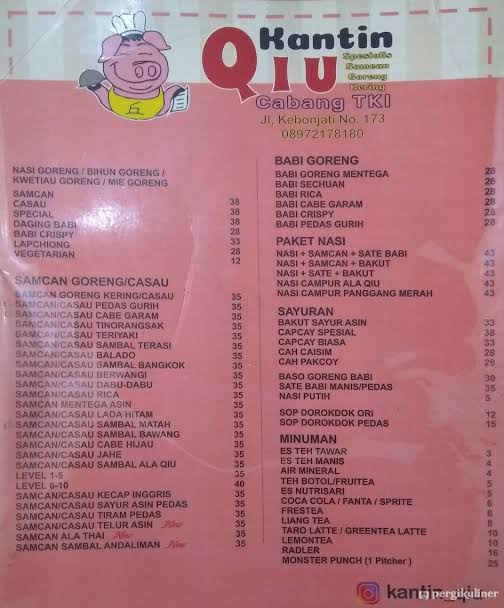 Kantin
QIU
Spesialis
Samcan
Goreng
Kering
Cabang TKI
Jl. Kebonjati No. 173
08972178180
NASI GORENG / BIHUN GORENG /
KWETIAU GORENG / MIE GORENG
SAMCAN 38
CASAU 38
SPECIAL 38
DAGING BABI 28
BABI CRISPY 28
LAPCHIONG 33
VEGETARIAN 28
12
SAMCAN GORENG/CASAU
SAMCAN GORENG KERING/CASAU 35
SAMCAN/CASAU PEDAS GURIH 35
SAMCAN/CASAU CABE GARAM 35
SAMCAN/CASAU TINORANGSAK 35
SAMCAN/CASAU TERIYAKI 35
SAMCAN/CASAU SAMBAL TERASI 35
SAMCAN/CASAU BALADO 35
SAMCAN/CASAU SAMBAL BANGKOK 35
SAMCAN/CASAU BERWANGI 35
SAMCAN/CASAU DABU-DABU 35
SAMCAN/CASAU RICA 35
SAMCAN MENTEGA ASIN 35
SAMCAN/CASAU LADA HITAM 35
SAMCAN/CASAU SAMBAL MATAH 35
SAMCAN/CASAU SAMBAL BAWANG 35
SAMCAN/CASAU CABE HIJAU 35
SAMCAN/CASAU JAHE 35
SAMCAN/CASAU SAMBAL ALA QIU 35
LEVEL 1-5 35
LEVEL 6-10 40
SAMCAN/CASAU KECAP INGGRIS 35
SAMCAN/CASAU SAYUR ASIN PEDAS 35
SAMCAN/CASAU TIRAM PEDAS 35
SAMCAN/CASAU TELUR ASIN New 35
SAMCAN ALA THAI New 35
SAMCAN SAMBAL ANDALIMAN New 35
BABI GORENG
BABI GORENG MENTEGA 28
BABI SECHUAN 28
BABI RICA 28
BABI CABE GARAM 28
BABI CRISPY 28
BABI PEDAS GURIH 28
PAKET NASI
NASI + SAMCAN + SATE BABI 43
NASI + SAMCAN + BAKUT 43
NASI + SATE + BAKUT 43
NASI CAMPUR ALA QIU 43
NASI CAMPUR PANGGANG MERAH 43
SAYURAN
BAKUT SAYUR ASIN 33
CAPCAY SPESIAL 38
CAPCAY BIASA 33
CAH CAISIM 28
CAH PAKCOY 28
BASO GORENG BABI 30
SATE BABI MANIS/PEDAS 35
NASI PUTIH 5
SOP DOROKDOK ORI 12
SOP DOROKDOK PEDAS 15
MINUMAN
ES TEH TAWAR 3
ES TEH MANIS 4
AIR MINERAL 4
TEH BOTOL/FRUITEA 5
ES NUTRISARI 5
COCA COLA / FANTA / SPRITE 6
FRESTEA 6
LIANG TEA 8
TARO LATTE / GREENTEA LATTE 10
LEMONTEA 10
RADLER 16
MONSTER PUNCH (1 Pitcher) 25
kantin_qiu
pergikuliner